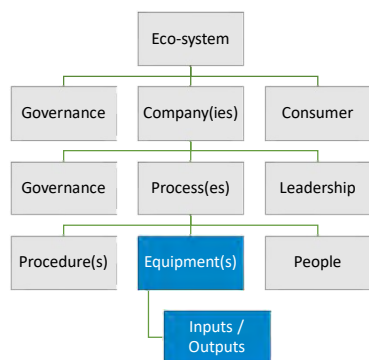 Eco-system
Governance
Company(ies)
Consumer
Governance
Process(es)
Leadership
Procedure(s)
Equipment(s)
People
Inputs /
Outputs